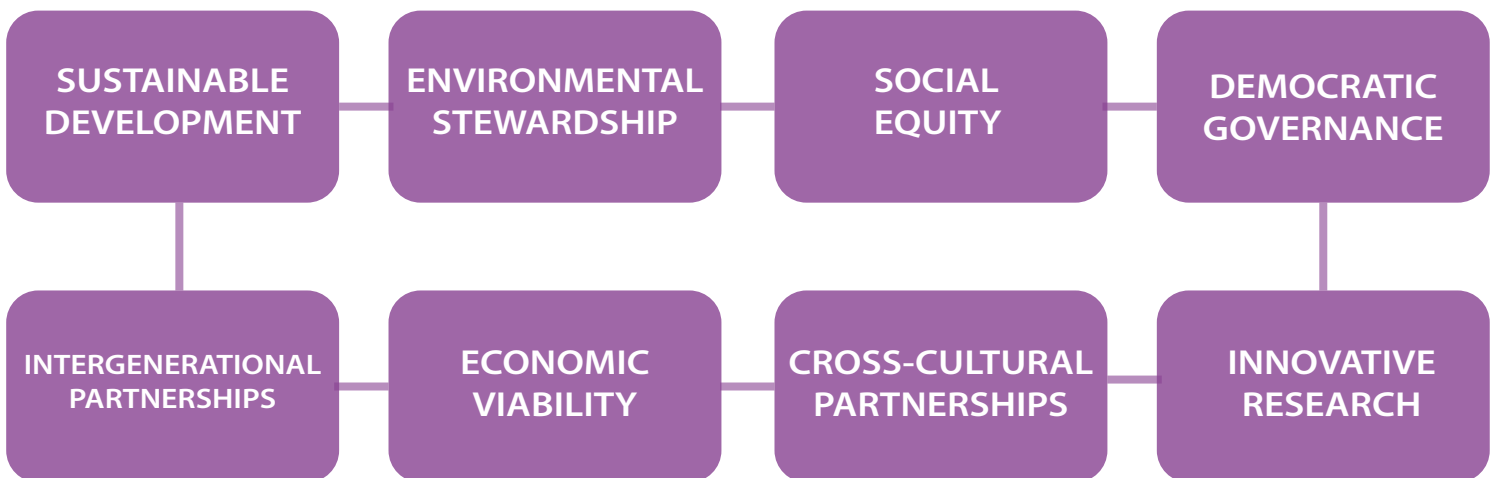 SUSTAINABLE
DEVELOPMENT
ENVIRONMENTAL
STEWARDSHIP
SOCIAL
EQUITY
DEMOCRATIC
GOVERNANCE
INTERGENERATIONAL
PARTNERSHIPS
ECONOMIC
VIABILITY
CROSS-CULTURAL
PARTNERSHIPS
INNOVATIVE
RESEARCH